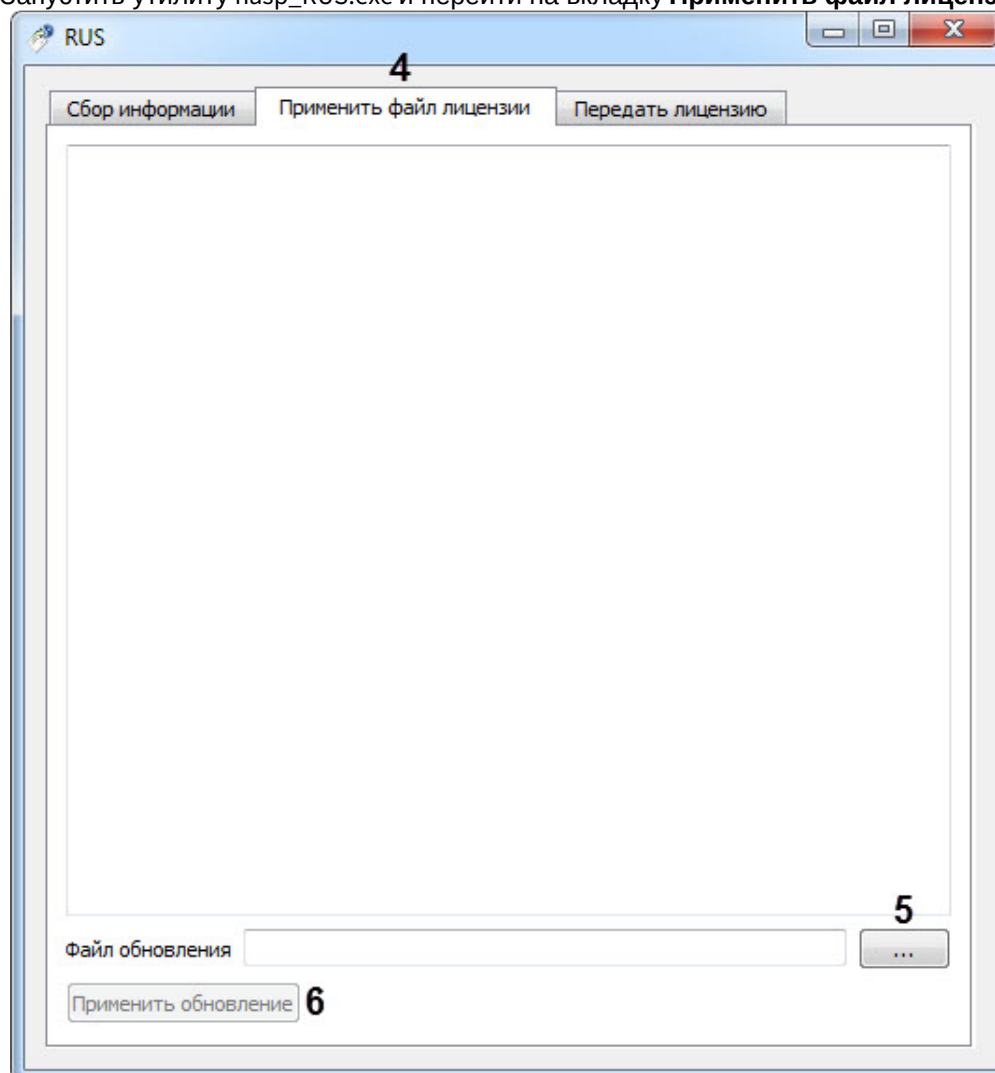 Запустить утилиту hasp_RUS.exe и перейти на вкладку Применить файл
RUS
4
Сбор информации Применить файл лицензии Передать лицензию
5
Файл обновления ...
Применить обновление 6